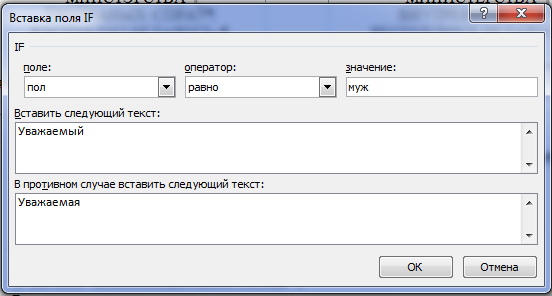 Вставка поля IF
IF
поле: оператор: значение:
пол равно муж
Вставить следующий текст:
Уважаемый
В противном случае вставить следующий текст:
Уважаемая
ОК Отмена